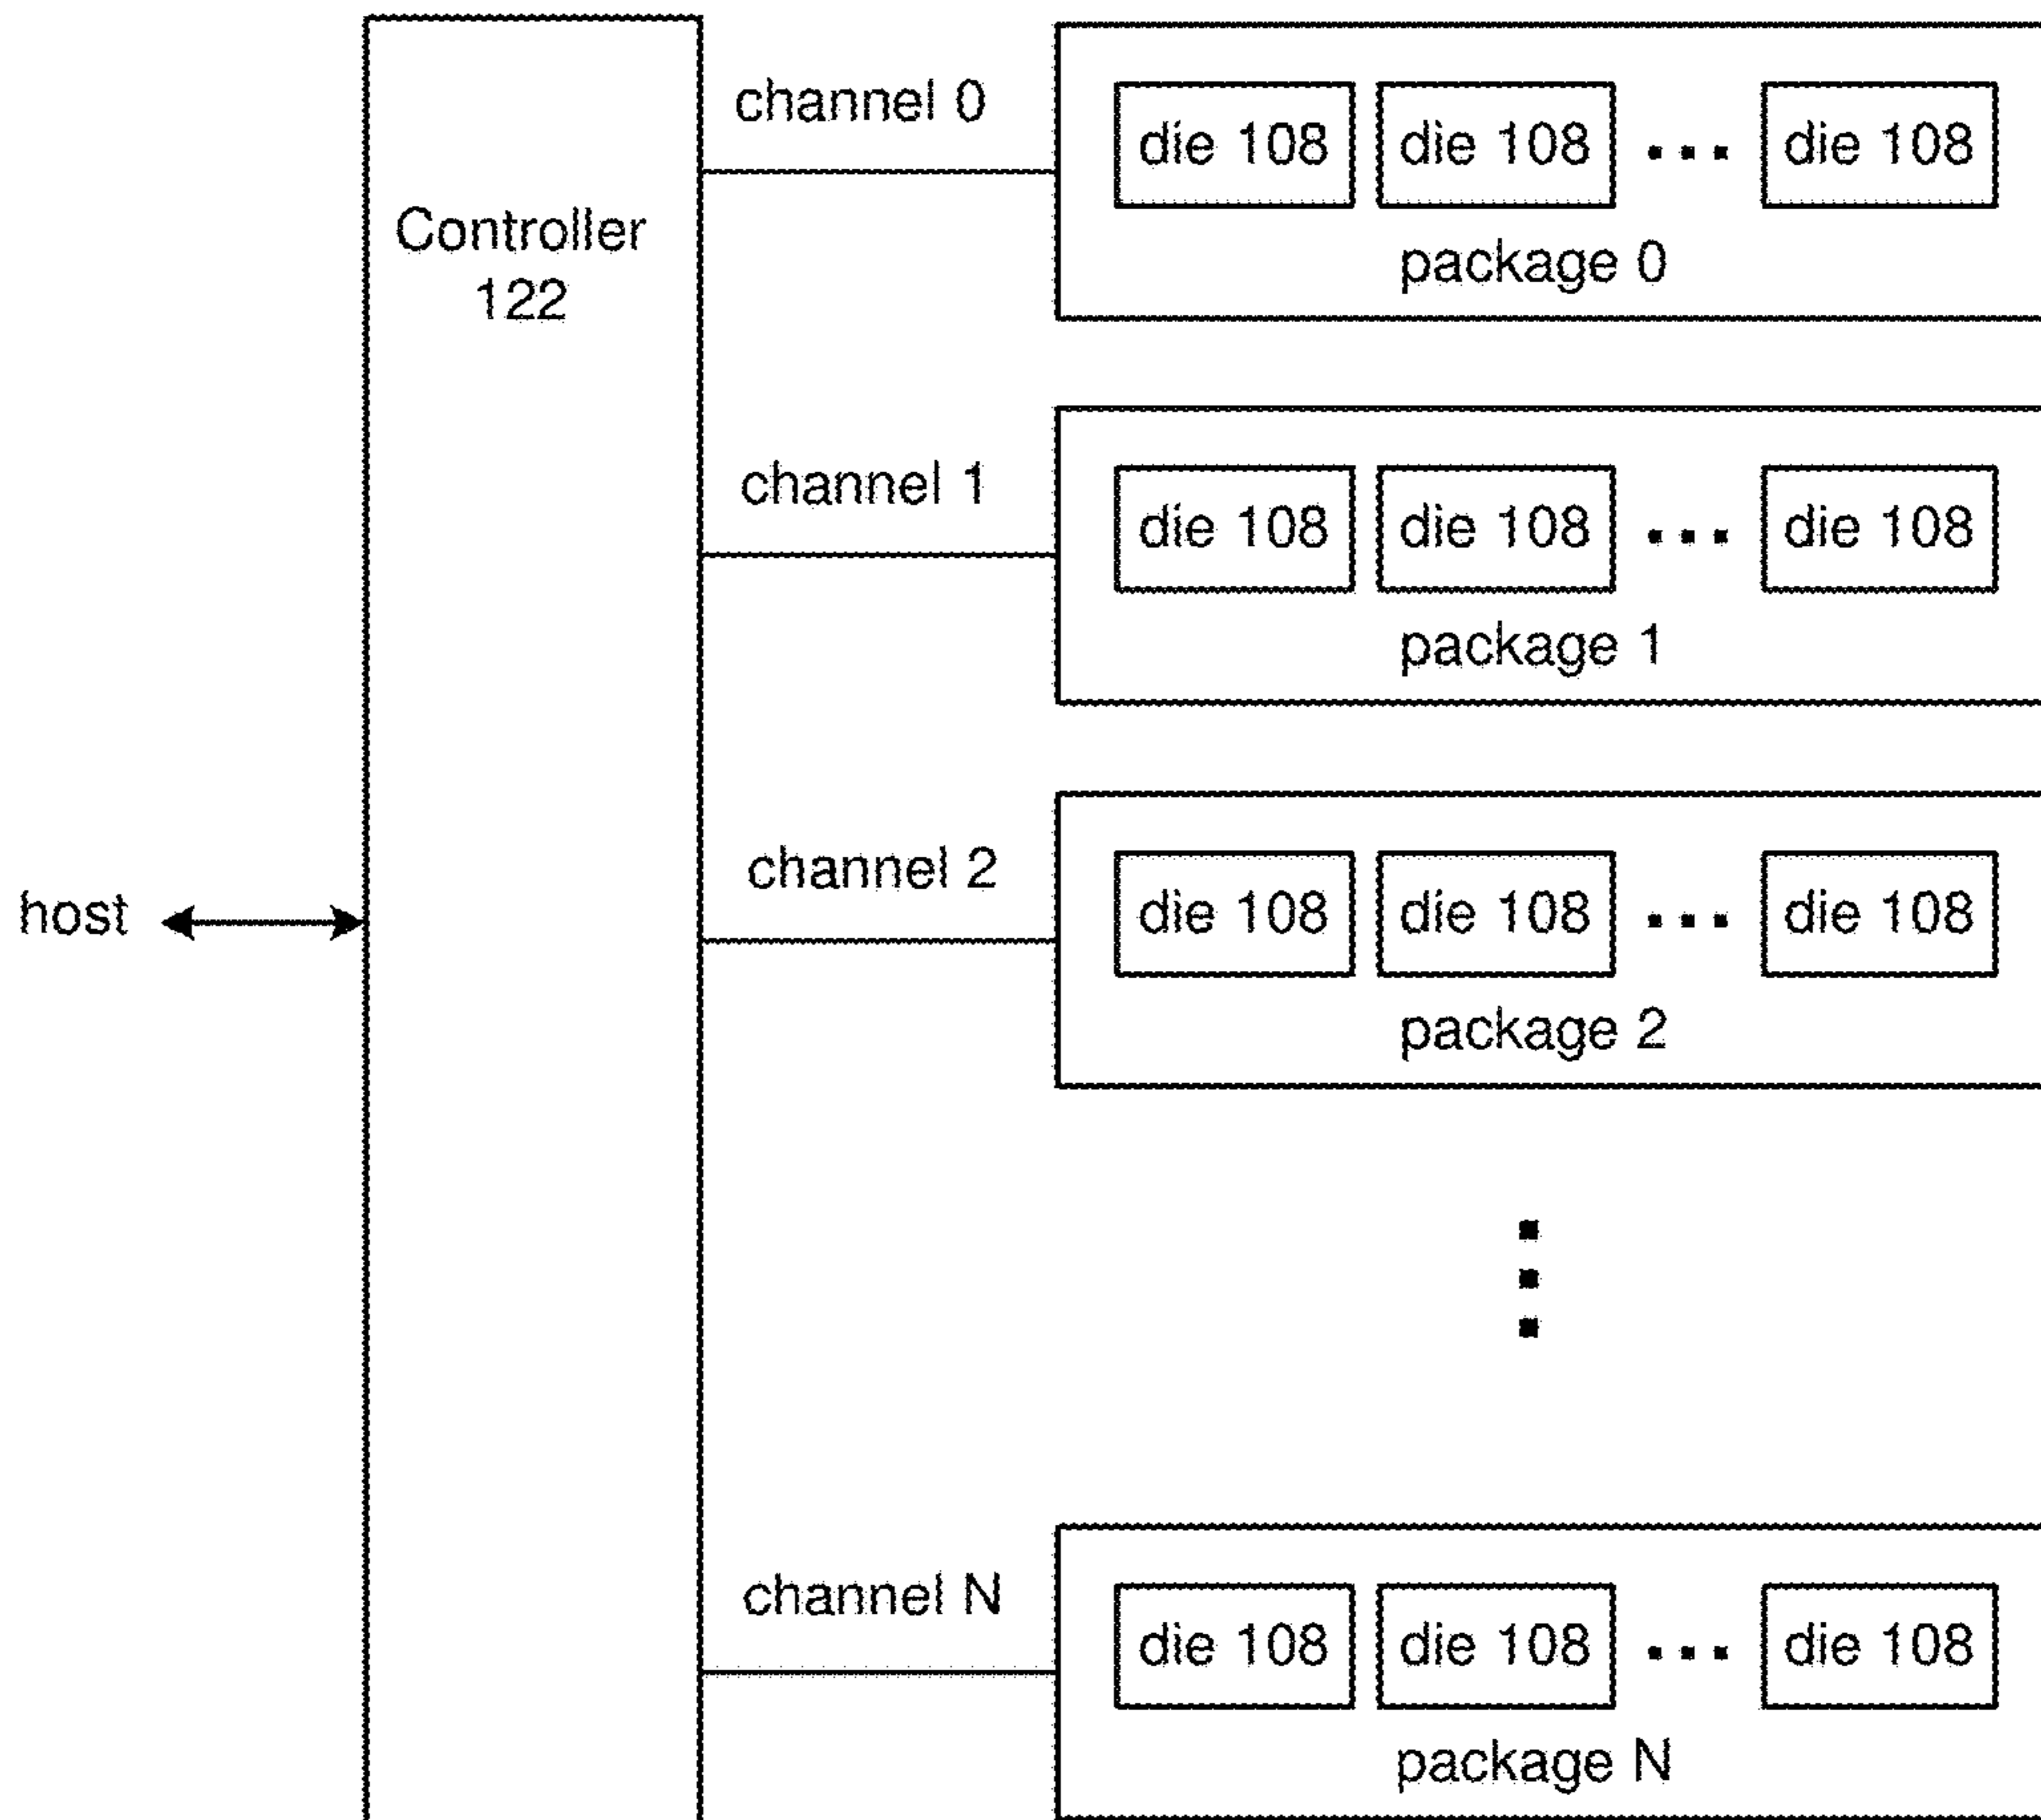 channel 0
die 108 die 108 ... die 108
Controller
122
package 0
channel 1
die 108 die 108 ... die 108
package 1
channel 2
die 108 die 108 ... die 108
host
package 2
channel N
die 108 die 108 ... die 108
package N